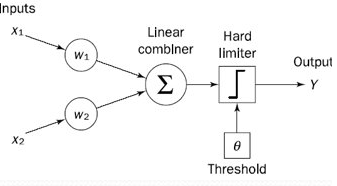 Inputs
x1
w1
Linear
combiner
Σ
Hard
limiter
Output
Y
w2
x2
θ
Threshold